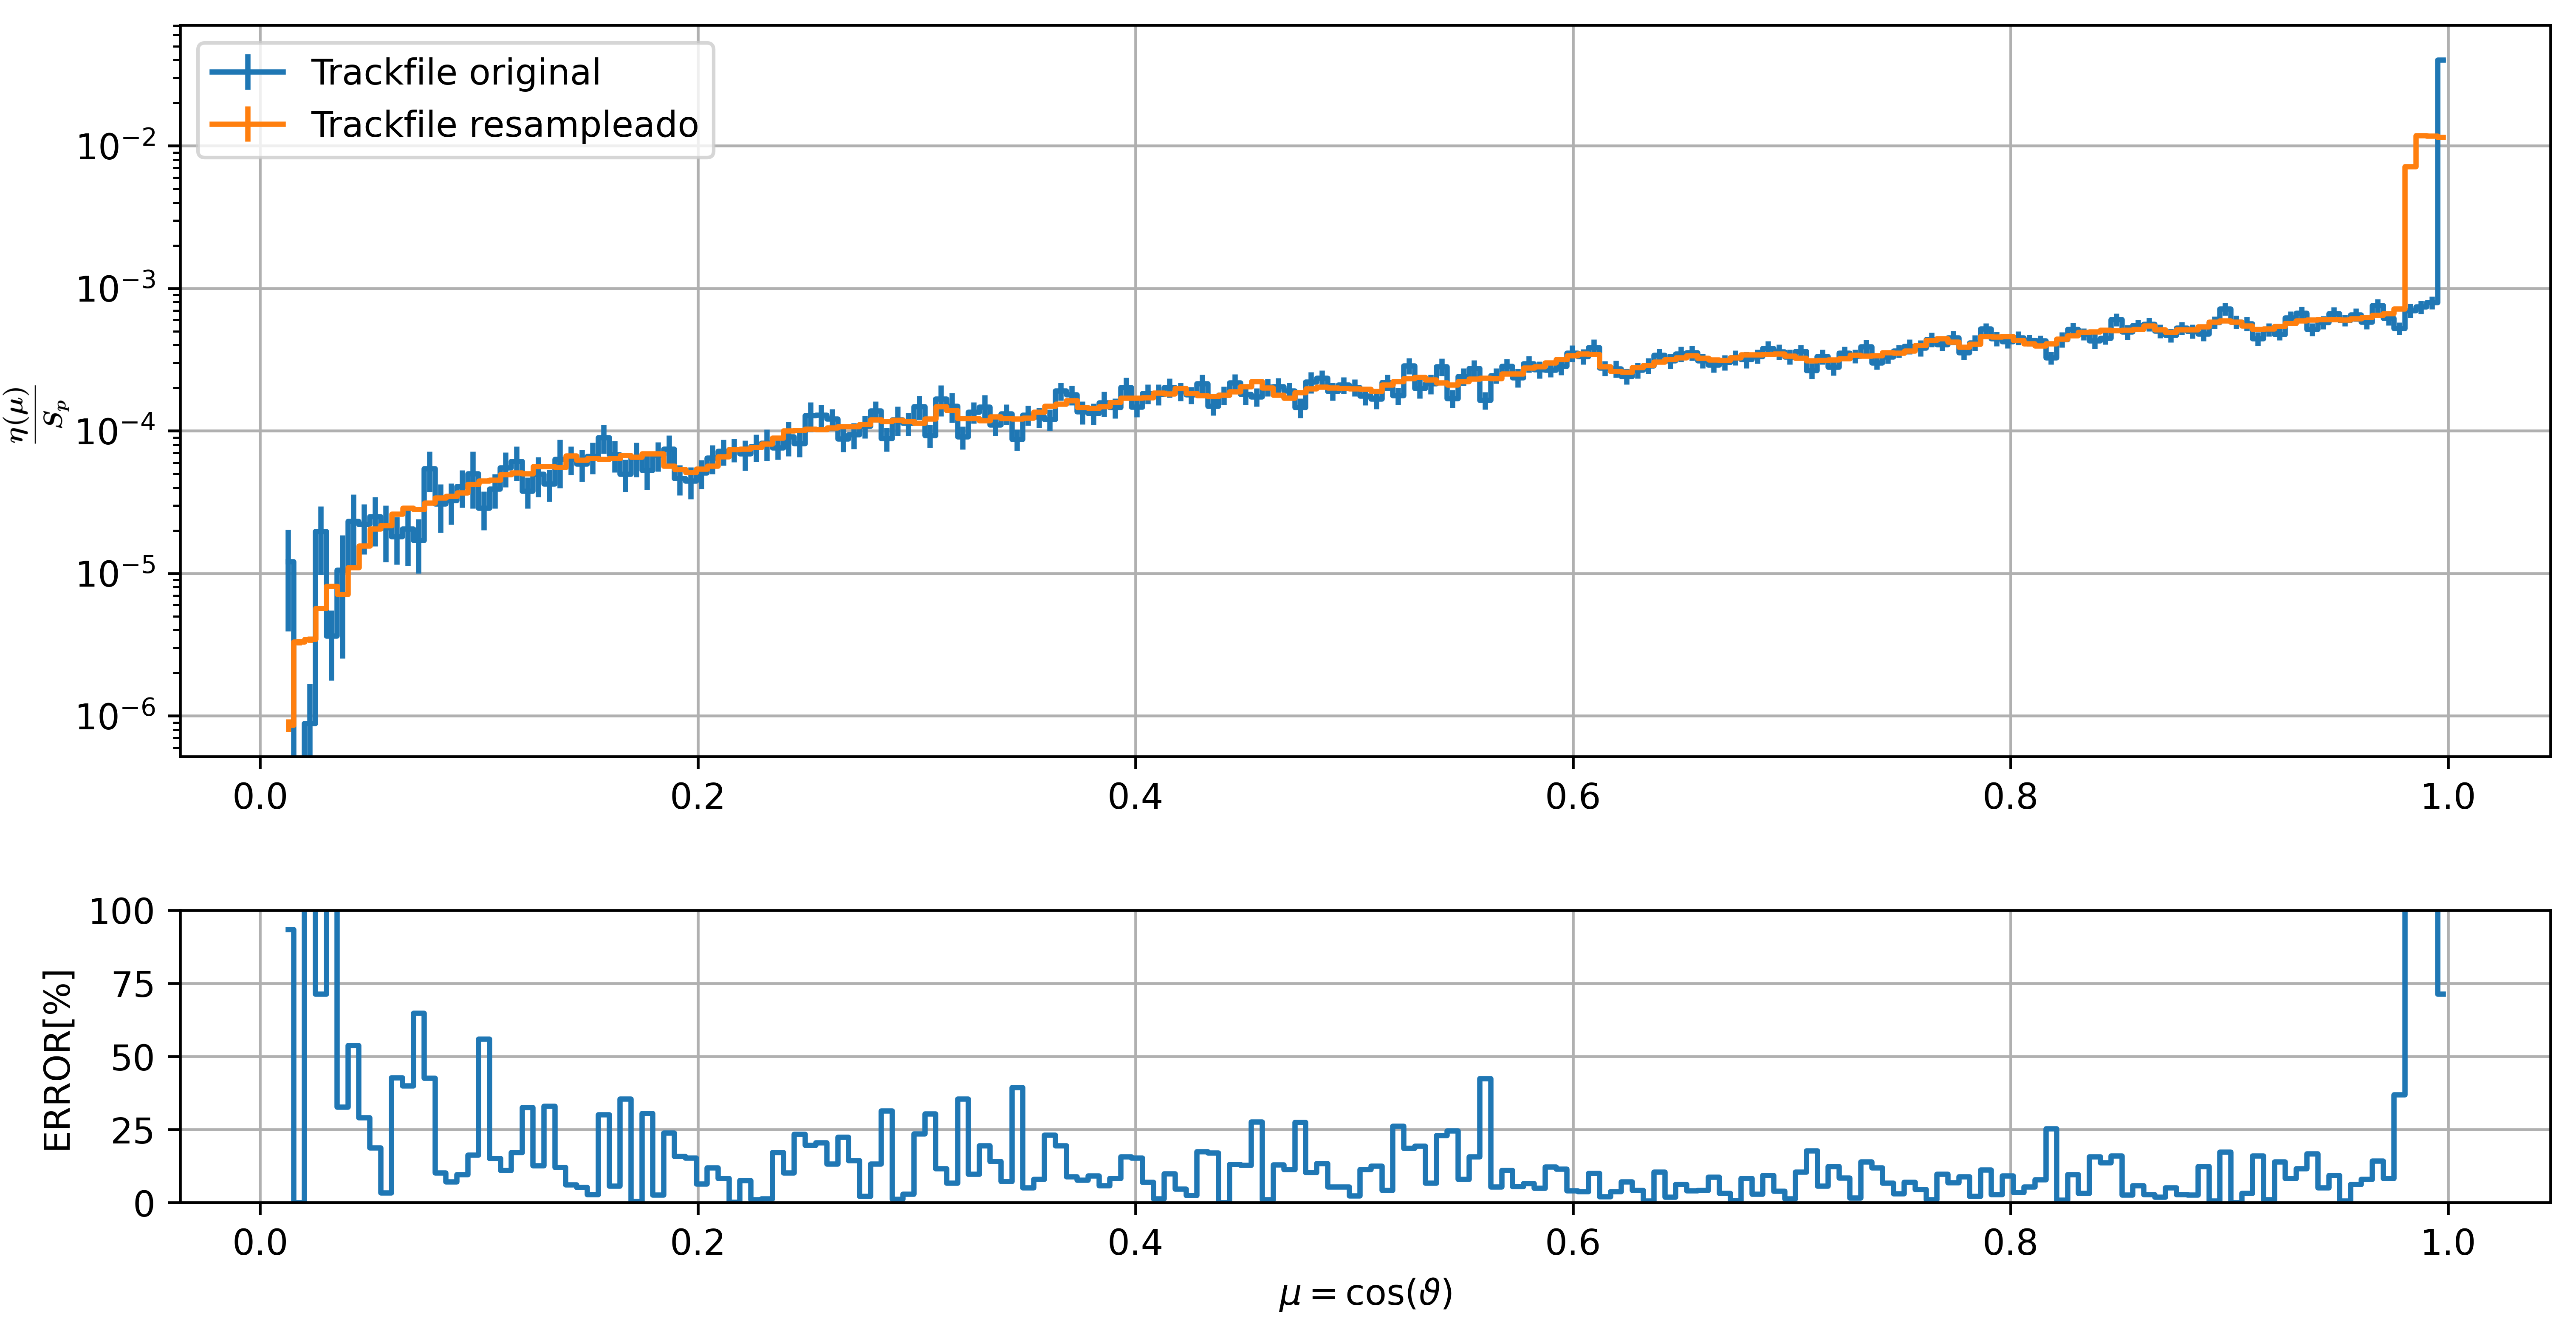 Trackfile original
Trackfile resampleado
10⁻²
10⁻³
10⁻⁴
10⁻⁵
10⁻⁶
η(μ)
Sₚ
0.0 0.2 0.4 0.6 0.8 1.0
100
75
50
25
0
ERROR[%]
0.0 0.2 0.4 0.6 0.8 1.0
μ = cos(ϑ)